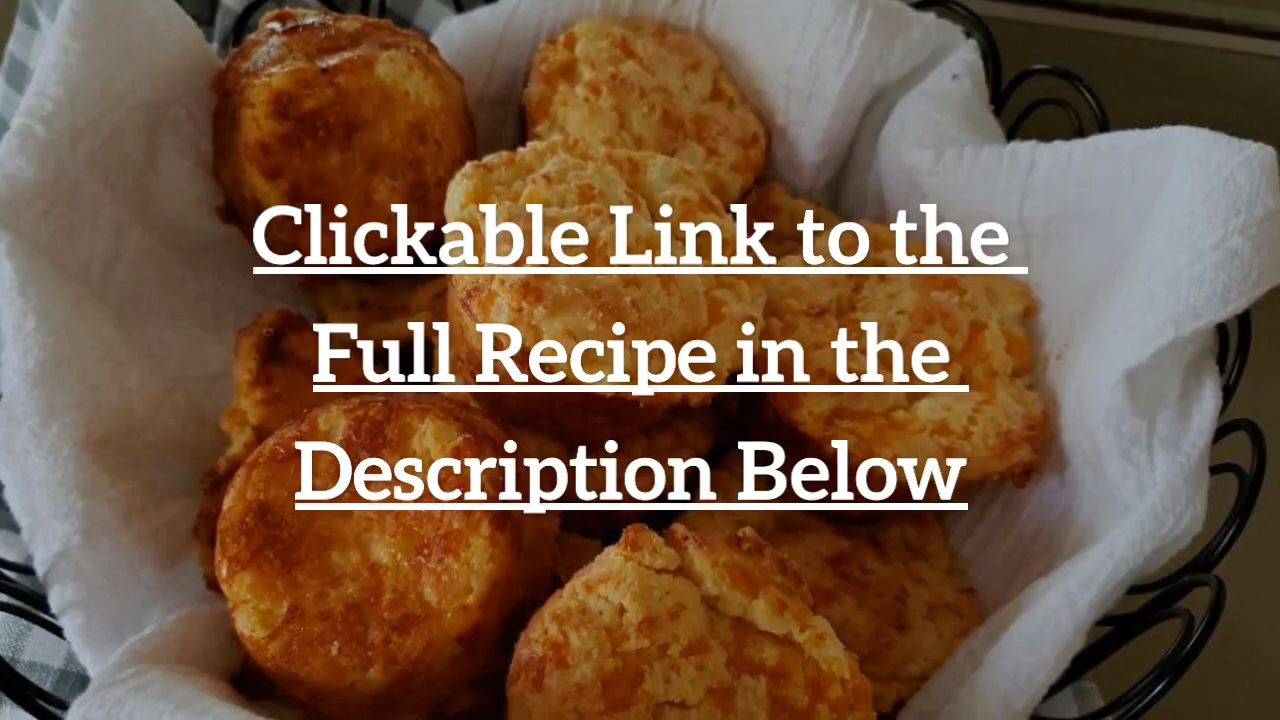 Clickable Link to the
Full Recipe in the
Description Below